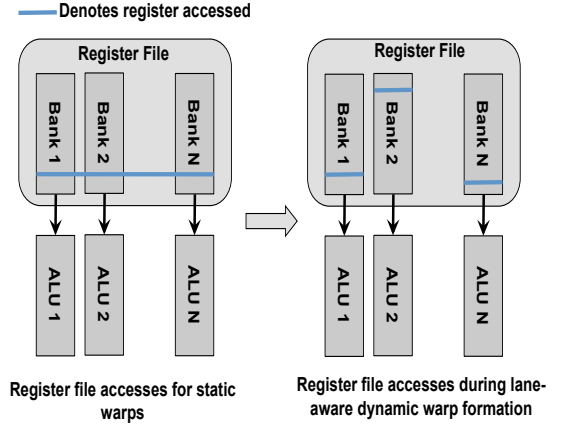 Denotes register accessed
Register File
Bank 1
Bank 2
Bank N
ALU 1
ALU 2
ALU N
Register file accesses for static
warps
Register File
Bank 1
Bank 2
Bank N
ALU 1
ALU 2
ALU N
Register file accesses during lane-
aware dynamic warp formation